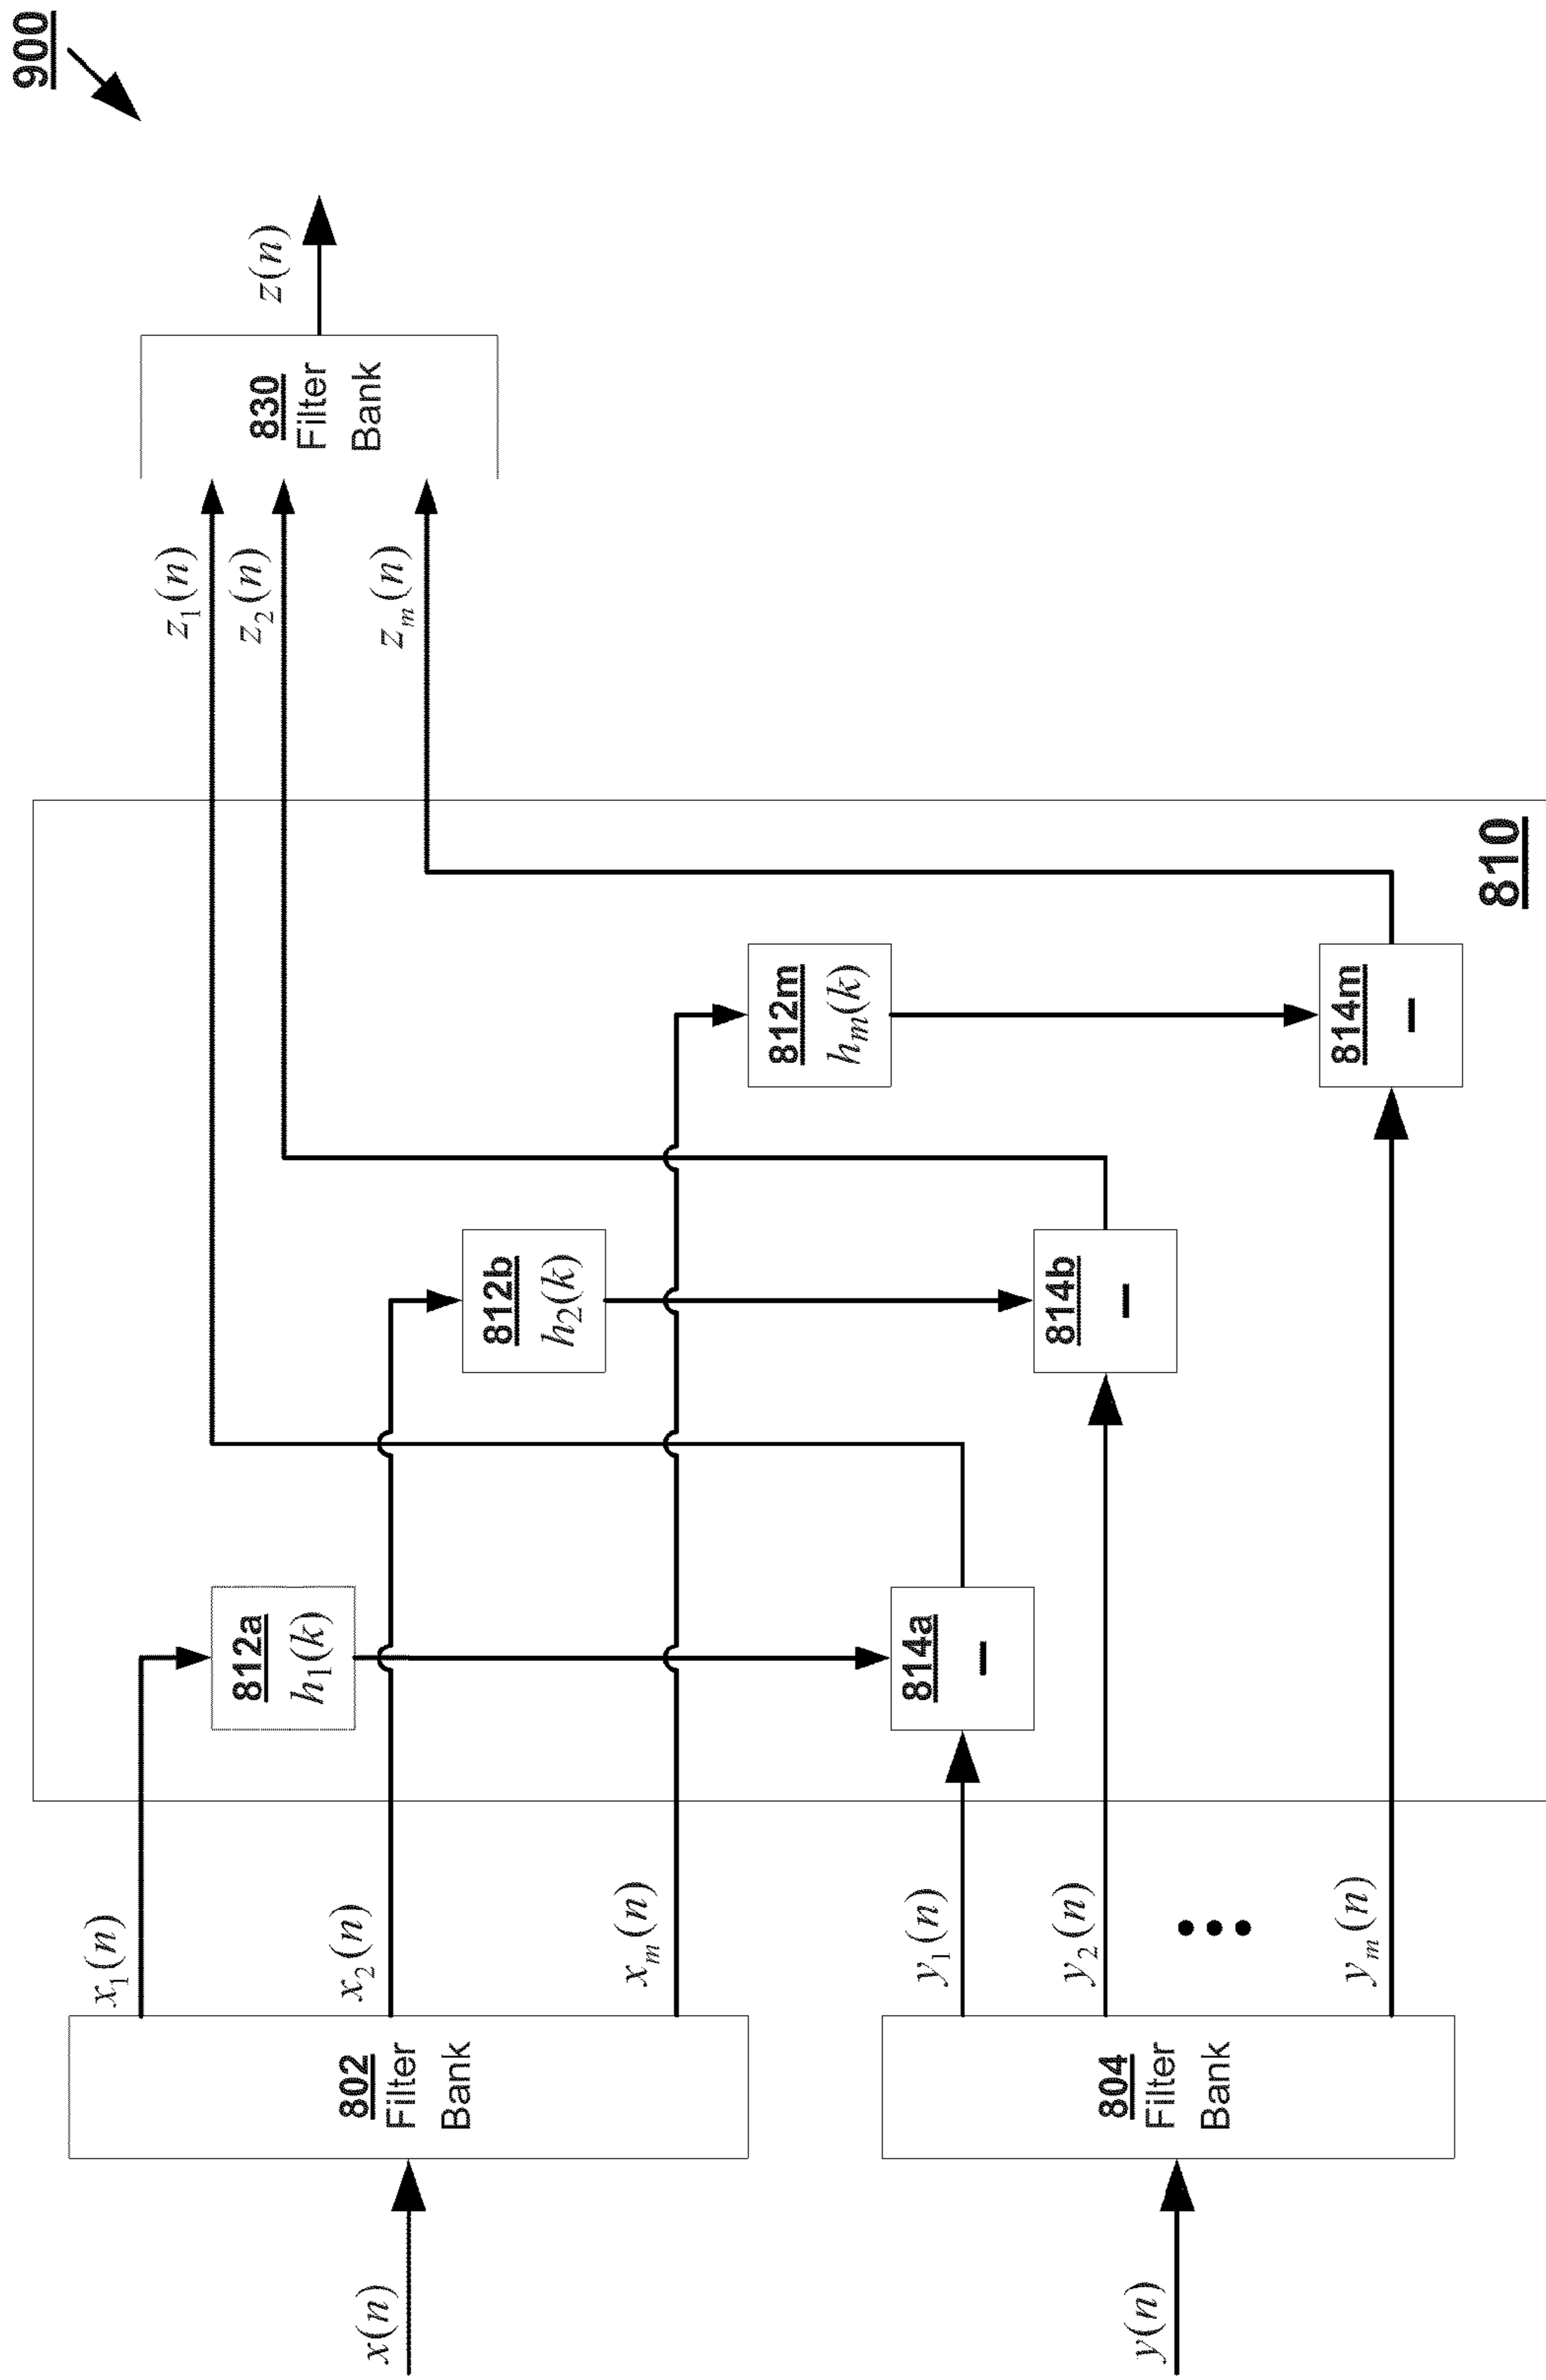 900
z(n)
830
Filter
Bank
z₁(n)
z₂(n)
zₘ(n)
810
812a
h₁(k)
812b
h₂(k)
812m
hₘ(k)
814a
−
814b
−
814m
−
x₁(n)
x₂(n)
xₘ(n)
y₁(n)
y₂(n)
•••
yₘ(n)
802
Filter
Bank
804
Filter
Bank
x(n)
y(n)